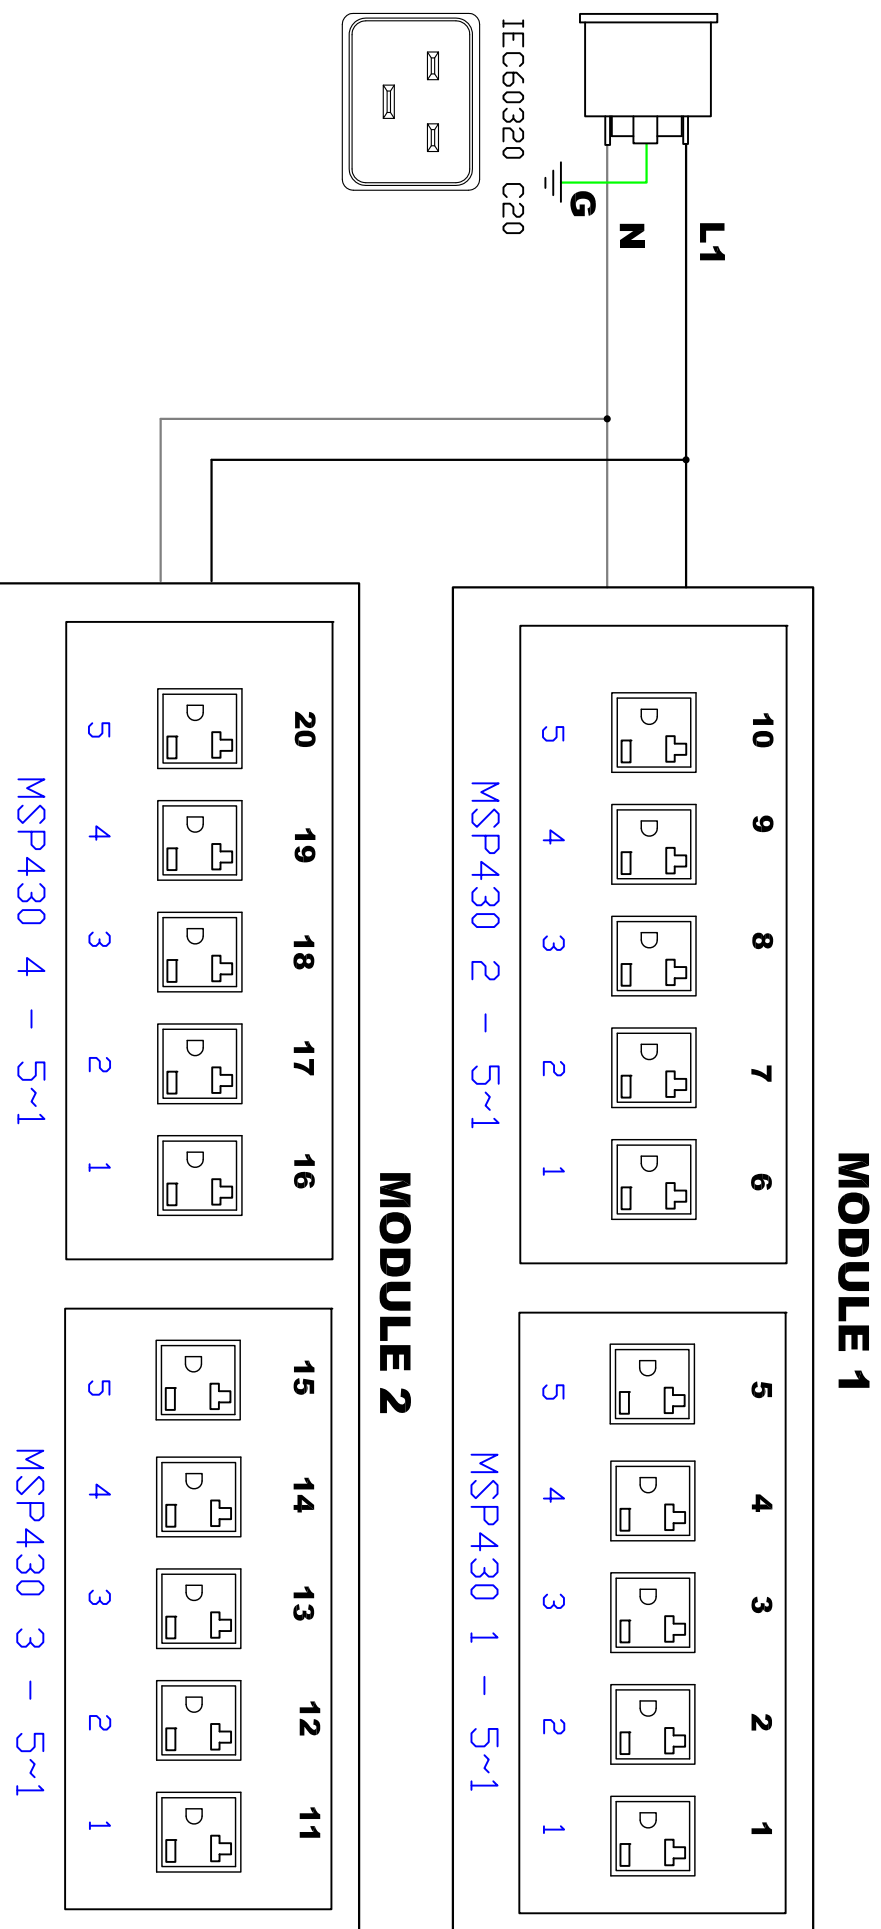 IEC60320 C20
G
N
L1
MODULE 1
10 9 8 7 6
5 4 3 2 1
MSP430 2 - 5~1
5 4 3 2 1
5 4 3 2 1
MSP430 1 - 5~1
MODULE 2
20 19 18 17 16
5 4 3 2 1
MSP430 4 - 5~1
15 14 13 12 11
5 4 3 2 1
MSP430 3 - 5~1